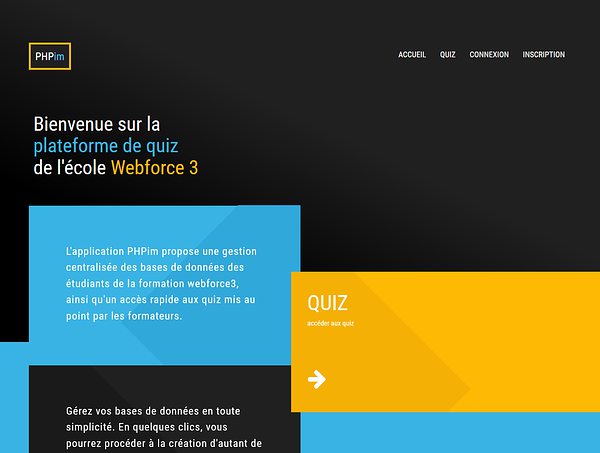 PHPim
ACCUEIL QUIZ CONNEXION INSCRIPTION
Bienvenue sur la
plateforme de quiz
de l'école Webforce 3
L'application PHPim propose une gestion
centralisée des bases de données des
étudiants de la formation webforce3,
ainsi qu'un accès rapide aux quiz mis au
point par les formateurs.
QUIZ
accéder aux quiz
Gérez vos bases de données en toute
simplicité. En quelques clics, vous
pourrez procéder à la création d'autant de